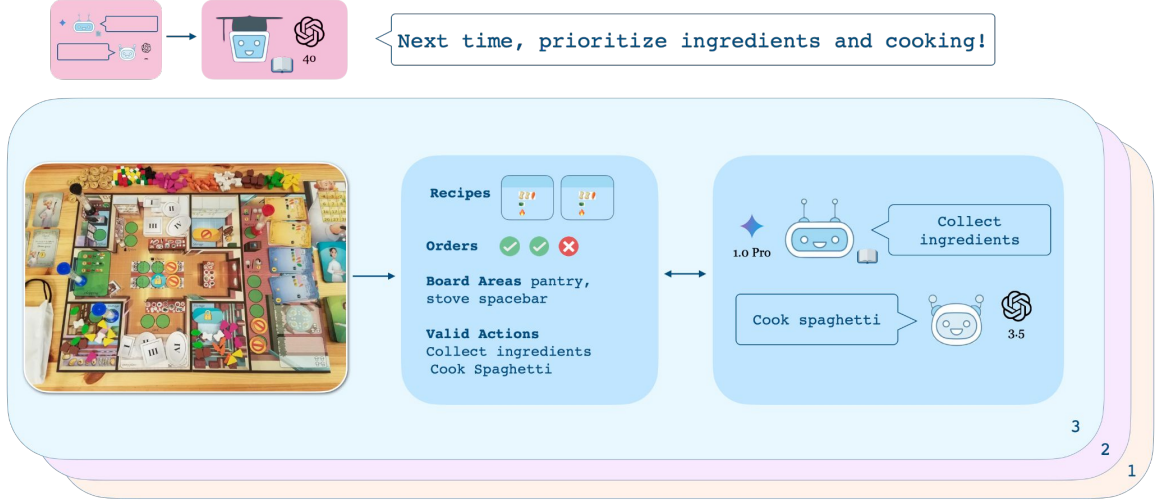 Next time, prioritize ingredients and cooking!
40
Recipes
Orders
Board Areas pantry,
stove spacebar
Valid Actions
Collect ingredients
Cook Spaghetti
1.0 Pro
Collect
ingredients
Cook spaghetti
3.5
3
2
1